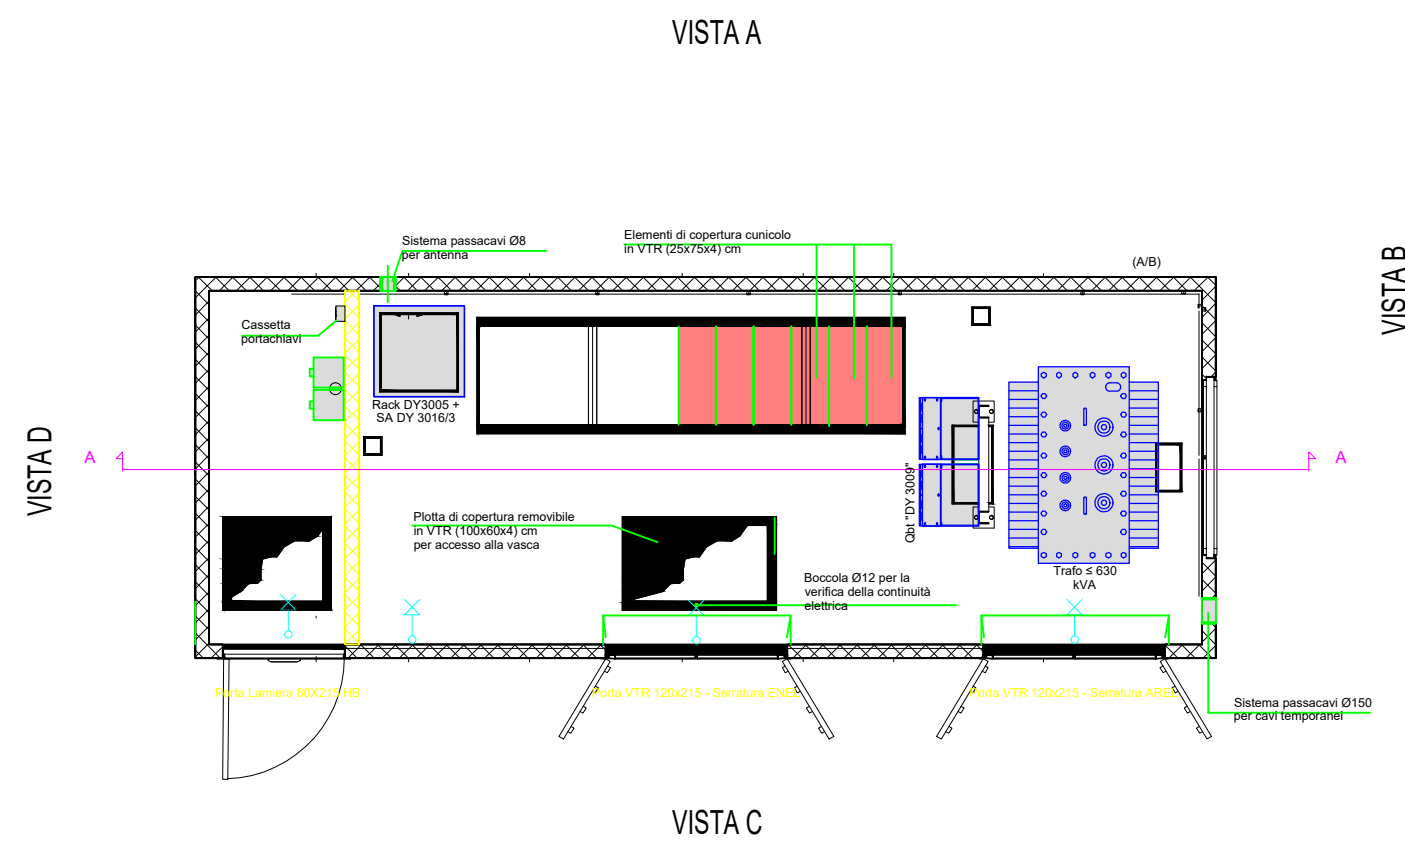 VISTA A
Sistema passacavi Ø8
per antenna
Elementi di copertura cunicolo
in VTR (25x75x4) cm
(A/B)
VISTA B
Cassetta
portachiavi
Rack DY3005 +
SA DY 3016/3
VISTA D
A
A
Qbt "DY 3009"
Plotta di copertura removibile
in VTR (100x60x4) cm
per accesso alla vasca
Trafo ≤ 630
kVA
Boccola Ø12 per la
verifica della continuità
elettrica
Porta Lamiera 80X215 HB
Porta VTR 120x215 - Serratura ENEL
Porta VTR 120x215 - Serratura AREL
Sistema passacavi Ø150
per cavi temporanei
VISTA C